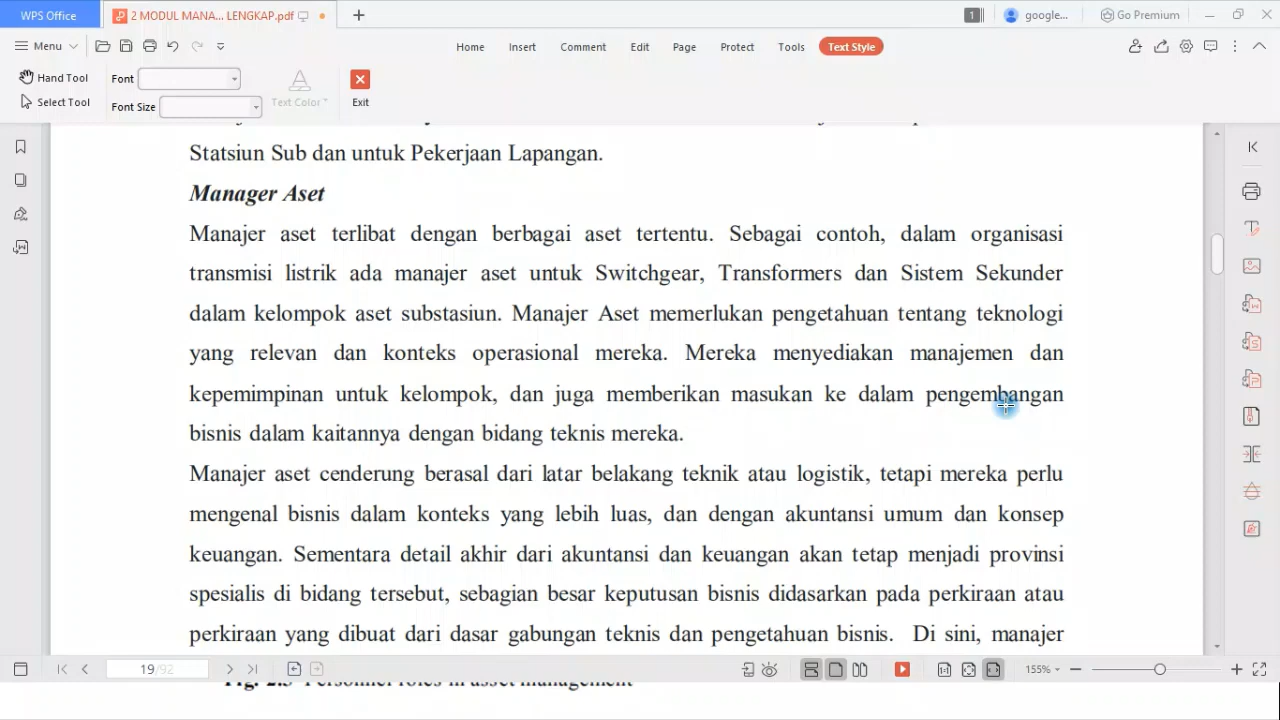 WPS Office
2 MODUL MANA... LENGKAP.pdf
1
google...
Go Premium
Menu
Home
Insert
Comment
Edit
Page
Protect
Tools
Text Style
Hand Tool
Select Tool
Font
Font Size
Text Color
Exit
Statsiun Sub dan untuk Pekerjaan Lapangan.
Manager Aset
Manajer aset terlibat dengan berbagai aset tertentu. Sebagai contoh, dalam organisasi
transmisi listrik ada manajer aset untuk Switchgear, Transformers dan Sistem Sekunder
dalam kelompok aset substasiun. Manajer Aset memerlukan pengetahuan tentang teknologi
yang relevan dan konteks operasional mereka. Mereka menyediakan manajemen dan
kepemimpinan untuk kelompok, dan juga memberikan masukan ke dalam pengembangan
bisnis dalam kaitannya dengan bidang teknis mereka.
Manajer aset cenderung berasal dari latar belakang teknik atau logistik, tetapi mereka perlu
mengenal bisnis dalam konteks yang lebih luas, dan dengan akuntansi umum dan konsep
keuangan. Sementara detail akhir dari akuntansi dan keuangan akan tetap menjadi provinsi
spesialis di bidang tersebut, sebagian besar keputusan bisnis didasarkan pada perkiraan atau
perkiraan yang dibuat dari dasar gabungan teknis dan pengetahuan bisnis. Di sini, manajer
19/92
155%
Personnel roles in asset management